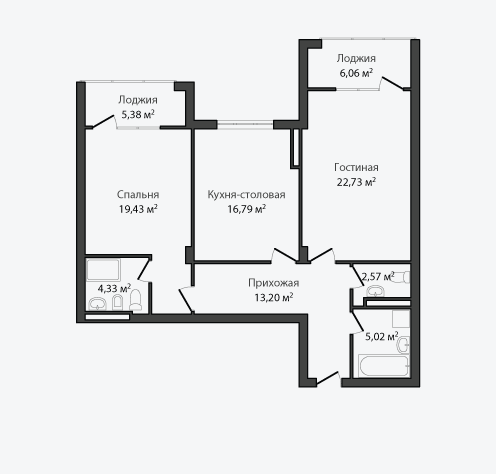 Лоджия
6,06 м²
Лоджия
5,38 м²
Гостиная
22,73 м²
Спальня
19,43 м²
Кухня-столовая
16,79 м²
Прихожая
13,20 м²
4,33 м²
2,57 м²
5,02 м²